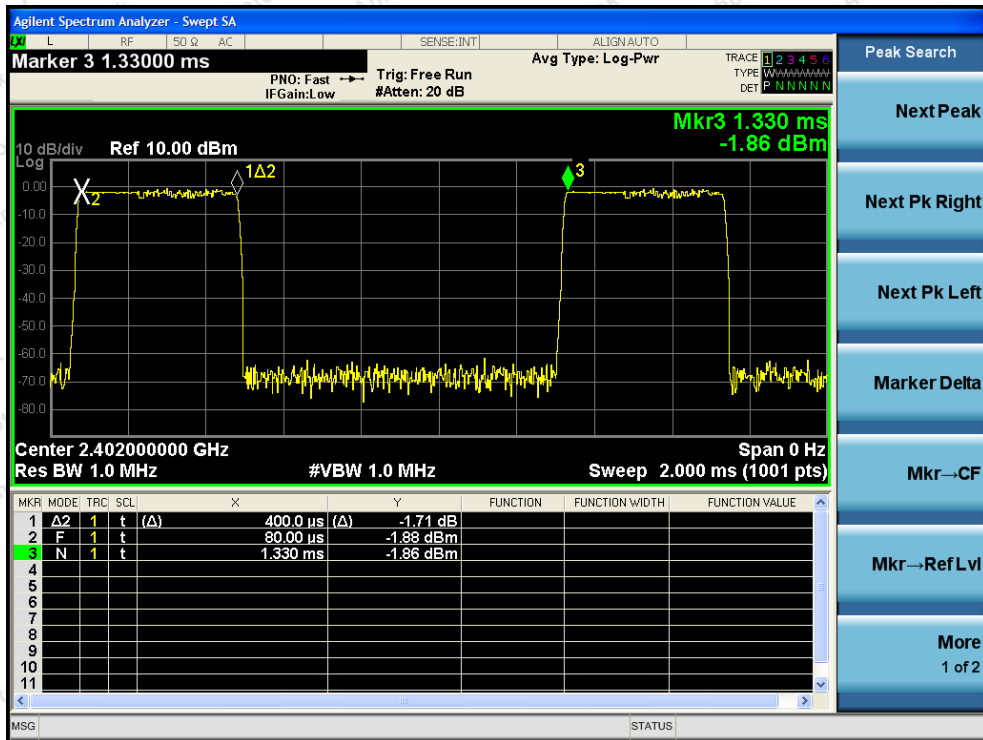 Agilent Spectrum Analyzer - Swept SA
LXI L RF 50 Ω AC SENSE:INT ALIGNAUTO
Marker 3 1.33000 ms
PNO: Fast
IFGain:Low
Trig: Free Run
#Atten: 20 dB
Avg Type: Log-Pwr
TRACE 1 2 3 4 5 6
TYPE
DET P N N N N N
Peak Search
Next Peak
Next Pk Right
Next Pk Left
Marker Delta
Mkr→CF
Mkr→Ref Lvl
More
1 of 2
Mkr3 1.330 ms
-1.86 dBm
10 dB/div Ref 10.00 dBm
Log
0.00
-10.0
-20.0
-30.0
-40.0
-50.0
-60.0
-70.0
-80.0
X2
1Δ2
3
Center 2.402000000 GHz Span 0 Hz
Res BW 1.0 MHz #VBW 1.0 MHz Sweep 2.000 ms (1001 pts)
MKR MODE TRC SCL X Y FUNCTION FUNCTION WIDTH FUNCTION VALUE
1 Δ2 1 t (Δ) 400.0 µs (Δ) -1.71 dB
2 F 1 t 80.00 µs -1.88 dBm
3 N 1 t 1.330 ms -1.86 dBm
4
5
6
7
8
9
10
11
MSG STATUS